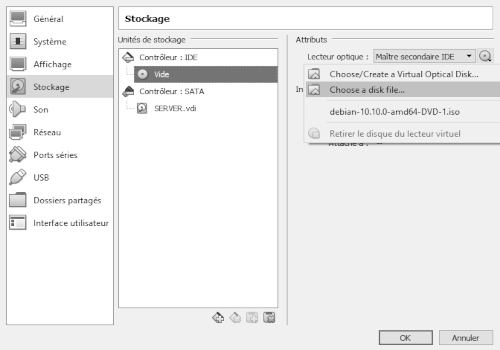 Général
Système
Affichage
Stockage
Son
Réseau
Ports séries
USB
Dossiers partagés
Interface utilisateur
Stockage
Unités de stockage
Contrôleur : IDE
Vide
Contrôleur : SATA
SERVER.vdi
Attributs
Lecteur optique : Maître secondaire IDE
Choose/Create a Virtual Optical Disk...
In
Choose a disk file...
debian-10.10.0-amd64-DVD-1.iso
Retirer le disque du lecteur virtuel
OK
Annuler